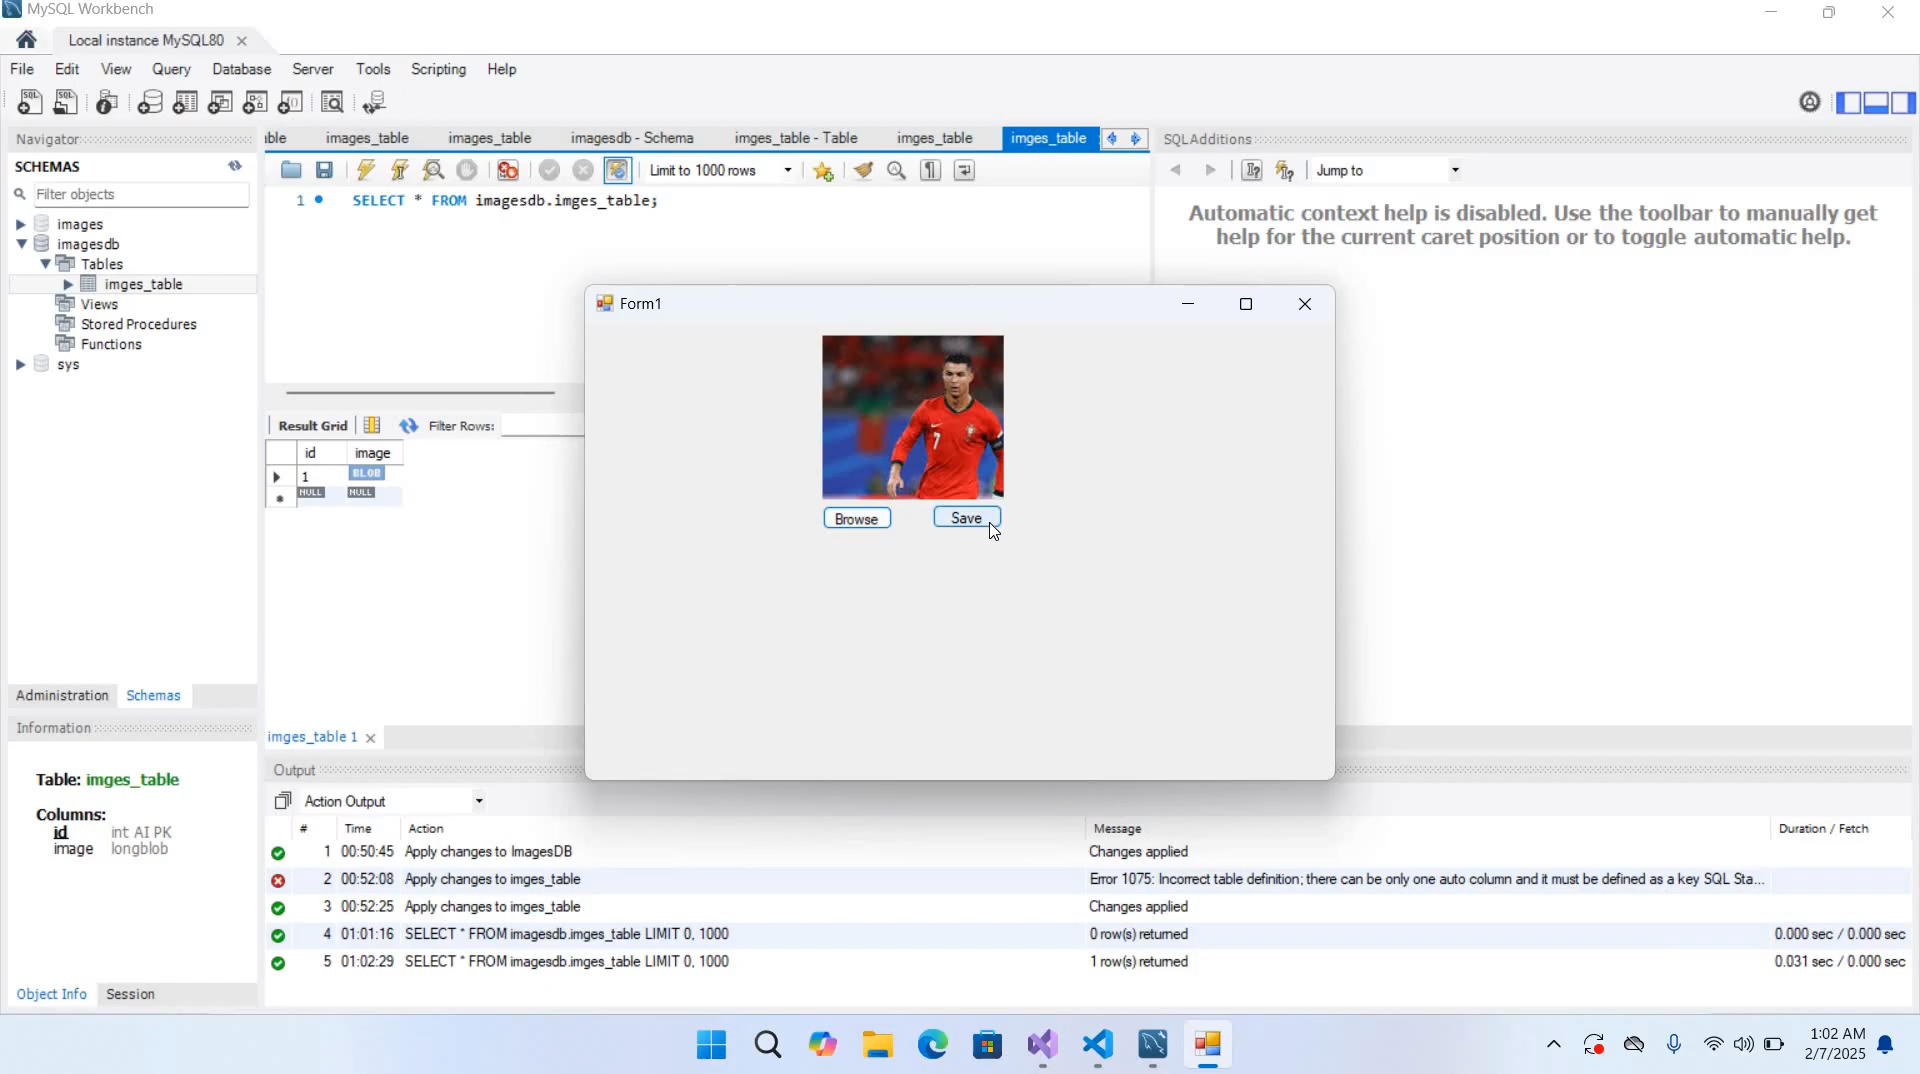 MySQL Workbench
Local instance MySQL80
File Edit View Query Database Server Tools Scripting Help
Navigator
SCHEMAS
Filter objects
images
imagesdb
Tables
imges_table
Views
Stored Procedures
Functions
sys
Administration Schemas
Information
Table: imges_table
Columns:
id int AI PK
image longblob
Object Info Session
ble images_table images_table imagesdb - Schema imges_table - Table imges_table imges_table
Limit to 1000 rows
1 SELECT * FROM imagesdb.imges_table;
SQLAdditions
Jump to
Automatic context help is disabled. Use the toolbar to manually get
help for the current caret position or to toggle automatic help.
Result Grid Filter Rows:
id image
1 BLOB
NULL NULL
imges_table 1
Form1
7
Browse Save
Output
Action Output
# Time Action Message Duration / Fetch
1 00:50:45 Apply changes to ImagesDB Changes applied
2 00:52:08 Apply changes to imges_table Error 1075: Incorrect table definition; there can be only one auto column and it must be defined as a key SQL Sta...
3 00:52:25 Apply changes to imges_table Changes applied
4 01:01:16 SELECT * FROM imagesdb.imges_table LIMIT 0, 1000 0 row(s) returned 0.000 sec / 0.000 sec
5 01:02:29 SELECT * FROM imagesdb.imges_table LIMIT 0, 1000 1 row(s) returned 0.031 sec / 0.000 sec
1:02 AM
2/7/2025